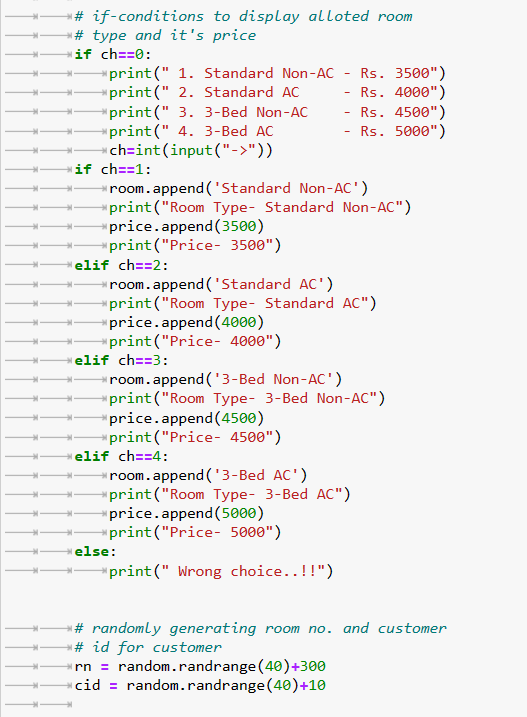 # if-conditions to display alloted room
# type and it's price
if ch==0:
print(" 1. Standard Non-AC - Rs. 3500")
print(" 2. Standard AC     - Rs. 4000")
print(" 3. 3-Bed Non-AC    - Rs. 4500")
print(" 4. 3-Bed AC        - Rs. 5000")
ch=int(input("->"))
if ch==1:
room.append('Standard Non-AC')
print("Room Type- Standard Non-AC")
price.append(3500)
print("Price- 3500")
elif ch==2:
room.append('Standard AC')
print("Room Type- Standard AC")
price.append(4000)
print("Price- 4000")
elif ch==3:
room.append('3-Bed Non-AC')
print("Room Type- 3-Bed Non-AC")
price.append(4500)
print("Price- 4500")
elif ch==4:
room.append('3-Bed AC')
print("Room Type- 3-Bed AC")
price.append(5000)
print("Price- 5000")
else:
print(" Wrong choice..!!")
# randomly generating room no. and customer
# id for customer
rn = random.randrange(40)+300
cid = random.randrange(40)+10